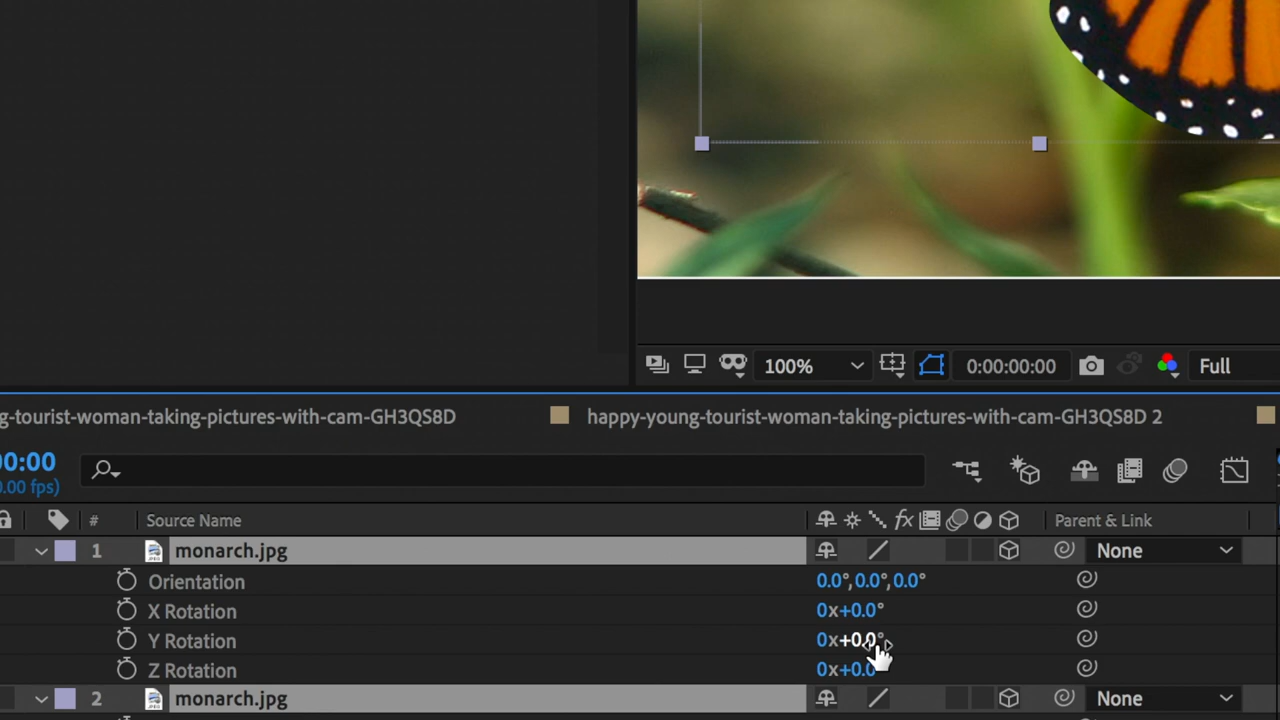 100%
0:00:00:00
Full
g-tourist-woman-taking-pictures-with-cam-GH3QS8D
happy-young-tourist-woman-taking-pictures-with-cam-GH3QS8D 2
00:00
0.00 fps)
#
Source Name
fx
Parent & Link
1
monarch.jpg
None
Orientation
0.0°, 0.0°, 0.0°
X Rotation
0x+0.0°
Y Rotation
0x+0.0°
Z Rotation
0x+0.0
2
monarch.jpg
None